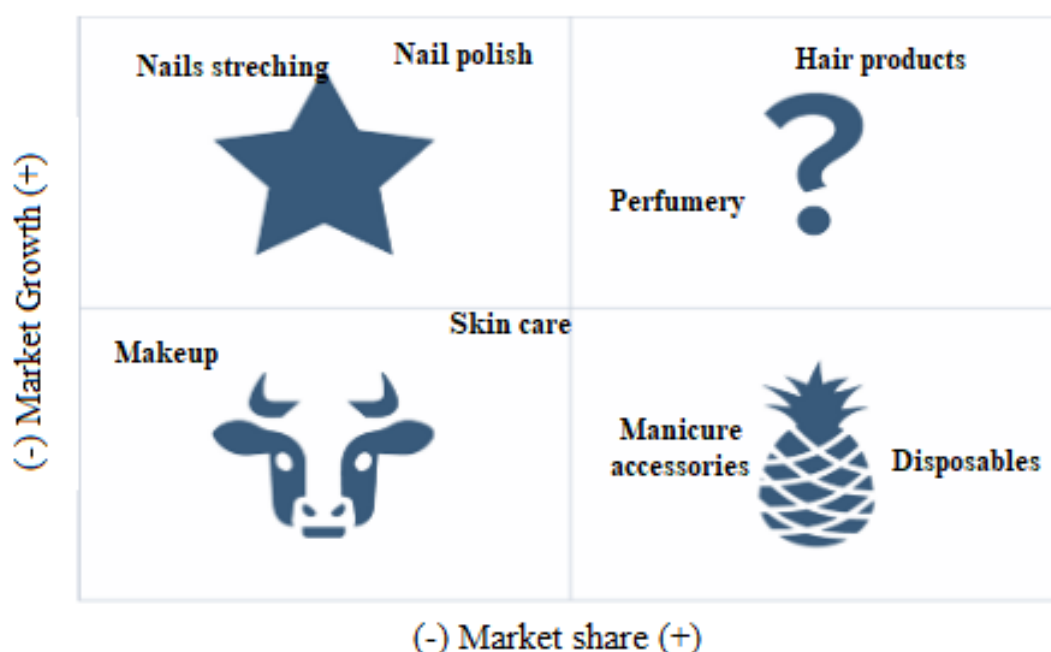 Nails streching
Nail polish
Hair products
Perfumery
(-) Market Growth (+)
Skin care
Makeup
Manicure
accessories
Disposables
(-) Market share (+)